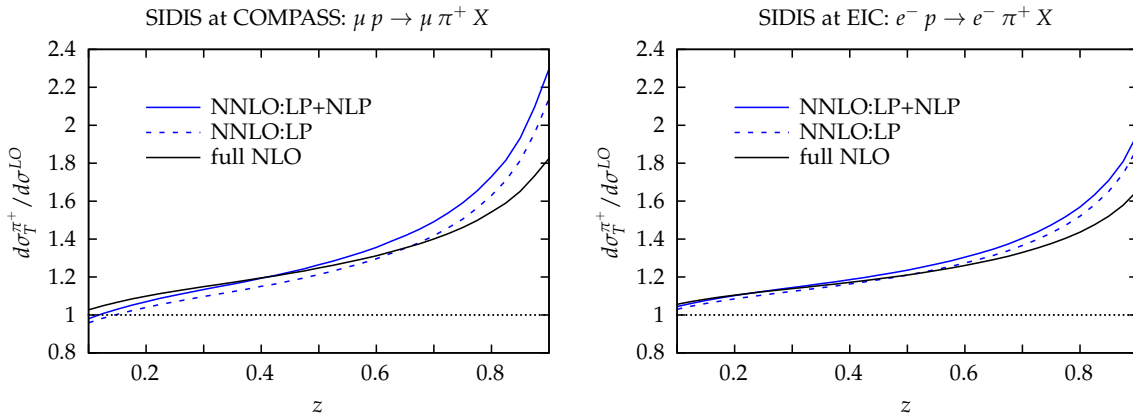 SIDIS at COMPASS: μ p → μ π⁺ X
2.4
2.2
2
1.8
1.6
1.4
1.2
1
0.8
dσ_T^{π⁺}/dσ^{LO}
NNLO:LP+NLP
NNLO:LP
full NLO
0.2 0.4 0.6 0.8
z
SIDIS at EIC: e⁻ p → e⁻ π⁺ X
2.4
2.2
2
1.8
1.6
1.4
1.2
1
0.8
dσ_T^{π⁺}/dσ^{LO}
NNLO:LP+NLP
NNLO:LP
full NLO
0.2 0.4 0.6 0.8
z